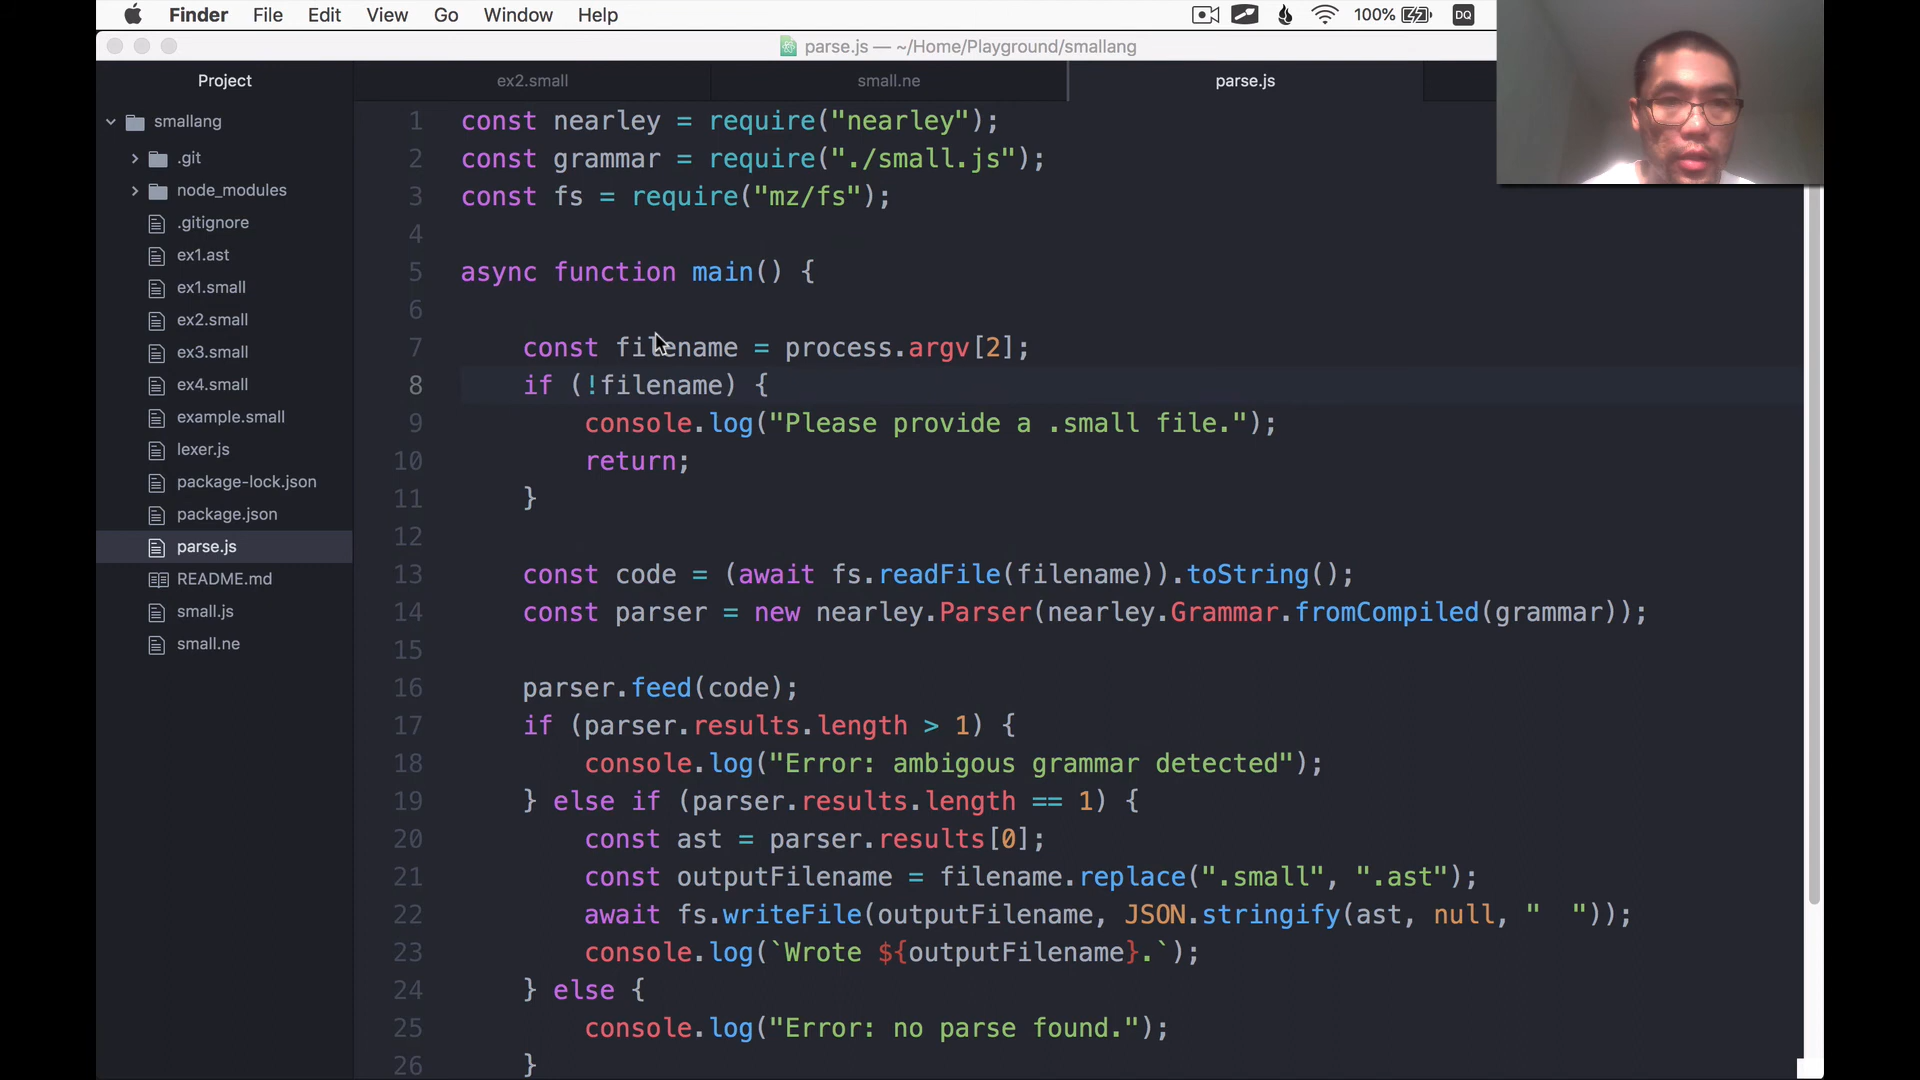 Finder File Edit View Go Window Help 100% DQ
parse.js — ~/Home/Playground/smallang
Project
ex2.small
small.ne
parse.js
smallang
.git
node_modules
.gitignore
ex1.ast
ex1.small
ex2.small
ex3.small
ex4.small
example.small
lexer.js
package-lock.json
package.json
parse.js
README.md
small.js
small.ne
1 const nearley = require("nearley");
2 const grammar = require("./small.js");
3 const fs = require("mz/fs");
4
5 async function main() {
6
7 const filename = process.argv[2];
8 if (!filename) {
9 console.log("Please provide a .small file.");
10 return;
11 }
12
13 const code = (await fs.readFile(filename)).toString();
14 const parser = new nearley.Parser(nearley.Grammar.fromCompiled(grammar));
15
16 parser.feed(code);
17 if (parser.results.length > 1) {
18 console.log("Error: ambigous grammar detected");
19 } else if (parser.results.length == 1) {
20 const ast = parser.results[0];
21 const outputFilename = filename.replace(".small", ".ast");
22 await fs.writeFile(outputFilename, JSON.stringify(ast, null, "  "));
23 console.log(`Wrote ${outputFilename}.`);
24 } else {
25 console.log("Error: no parse found.");
26 }